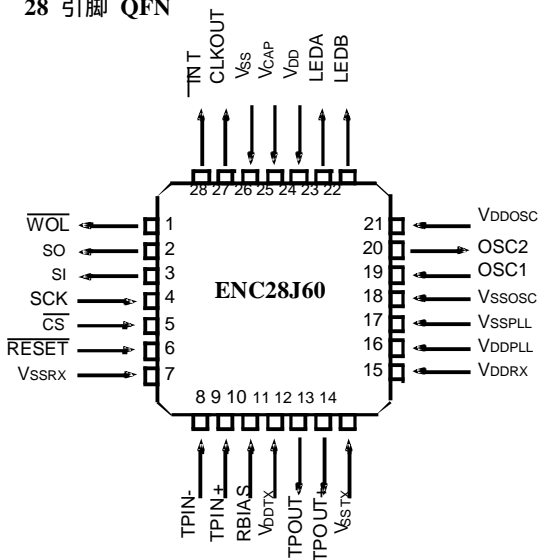 28 引脚 QFN
INT
CLKOUT
VSS
VCAP
VDD
LEDA
LEDB
28 27 26 25 24 23 22
WOL 1
SO 2
SI 3
SCK 4
CS 5
RESET 6
VSSRX 7
ENC28J60
21 VDDOSC
20 OSC2
19 OSC1
18 VSSOSC
17 VSSPLL
16 VDDPLL
15 VDDRX
8 9 10 11 12 13 14
TPIN-
TPIN+
RBIAS
VDDTX
TPOUT-
TPOUT+
VSSTX